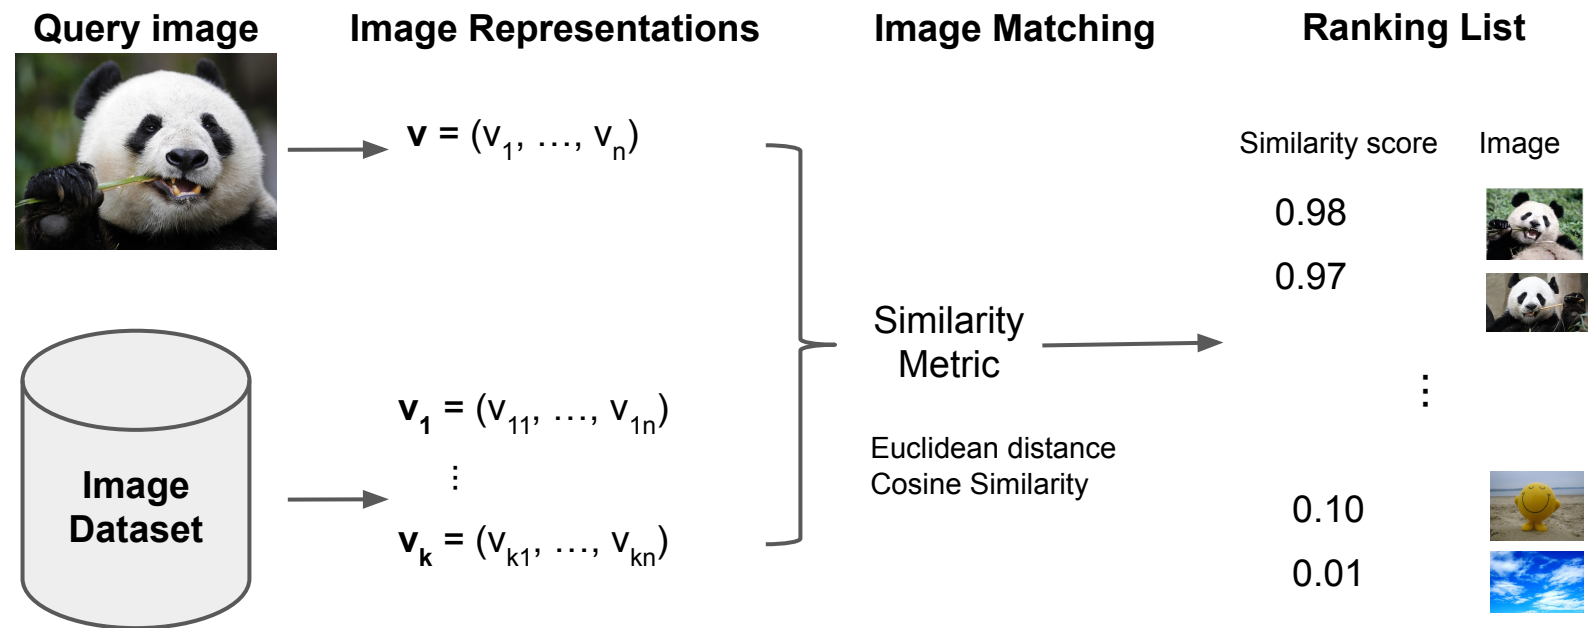 Query image
Image Representations
Image Matching
Ranking List
v = (v₁, …, vₙ)
Similarity score
Image
0.98
0.97
Similarity
Metric
⋮
v₁ = (v₁₁, …, v₁ₙ)
⋮
vₖ = (vₖ₁, …, vₖₙ)
Image
Dataset
Euclidean distance
Cosine Similarity
0.10
0.01